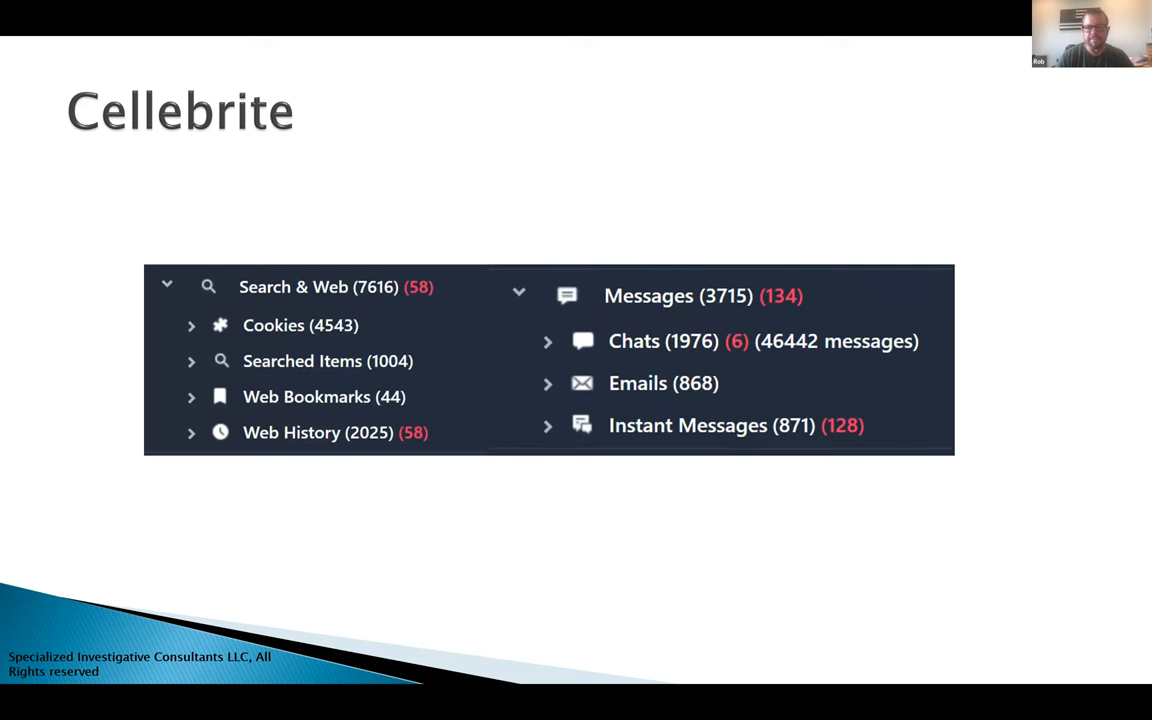 Rob
Cellebrite
Search & Web (7616) (58)
Cookies (4543)
Searched Items (1004)
Web Bookmarks (44)
Web History (2025) (58)
Messages (3715) (134)
Chats (1976) (6) (46442 messages)
Emails (868)
Instant Messages (871) (128)
Specialized Investigative Consultants LLC, All
Rights reserved